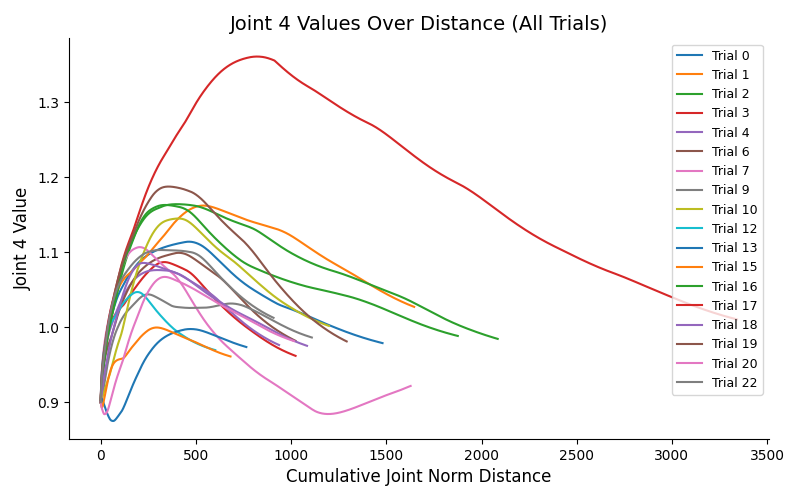 Joint 4 Values Over Distance (All Trials)
Joint 4 Value
1.3
1.2
1.1
1.0
0.9
0
500
1000
1500
2000
2500
3000
3500
Cumulative Joint Norm Distance
Trial 0
Trial 1
Trial 2
Trial 3
Trial 4
Trial 6
Trial 7
Trial 9
Trial 10
Trial 12
Trial 13
Trial 15
Trial 16
Trial 17
Trial 18
Trial 19
Trial 20
Trial 22